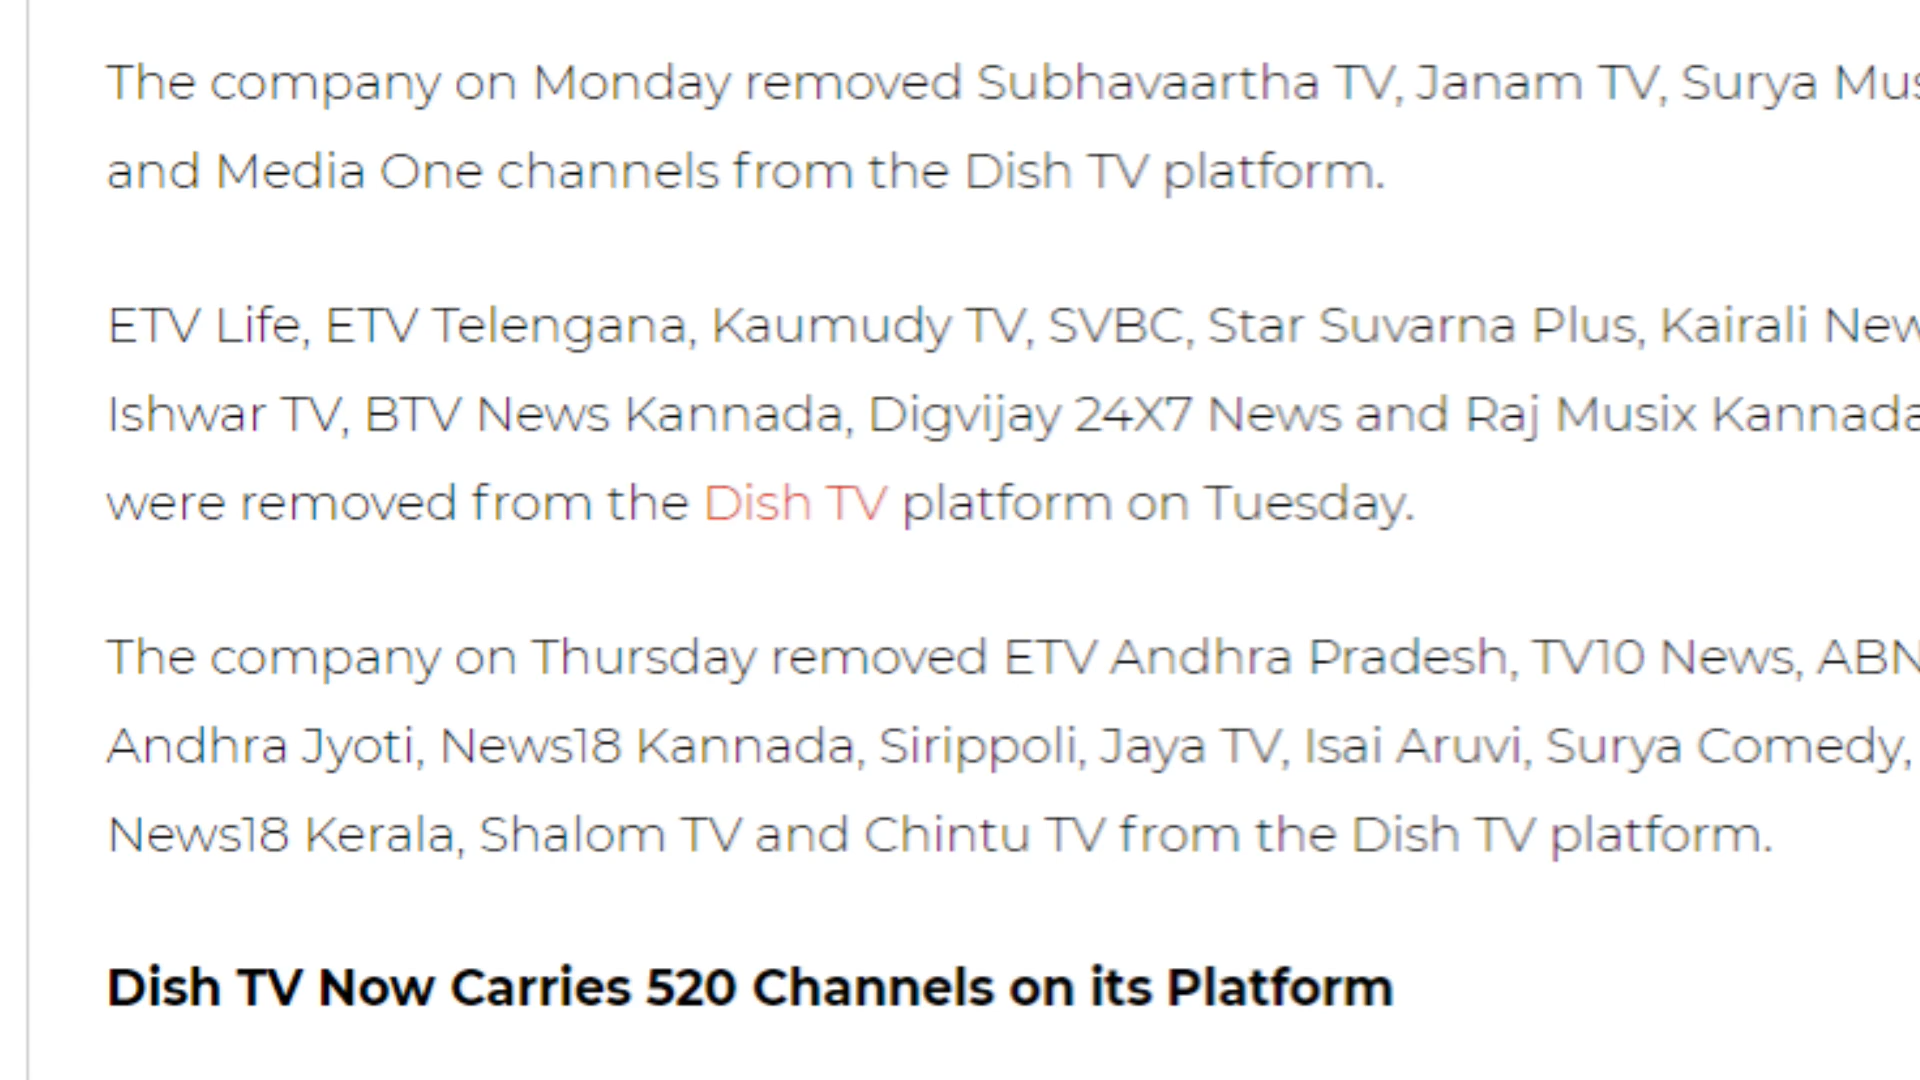 The company on Monday removed Subhavaartha TV, Janam TV, Surya
and Media One channels from the Dish TV platform.
ETV Life, ETV Telengana, Kaumudy TV, SVBC, Star Suvarna Plus, Kairali
Ishwar TV, BTV News Kannada, Digvijay 24X7 News and Raj Musix Kannada
were removed from the Dish TV platform on Tuesday.
The company on Thursday removed ETV Andhra Pradesh, TV10 News, ABN
Andhra Jyoti, News18 Kannada, Sirippoli, Jaya TV, Isai Aruvi, Surya Comedy,
News18 Kerala, Shalom TV and Chintu TV from the Dish TV platform.
Dish TV Now Carries 520 Channels on its Platform